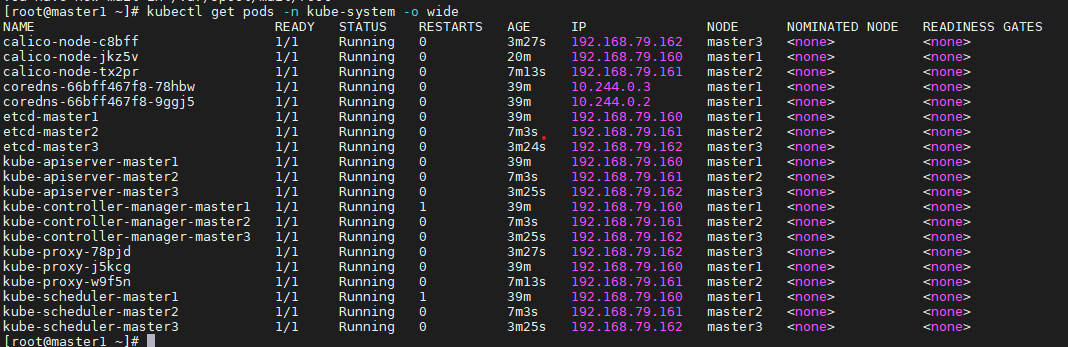 [root@master1 ~]# kubectl get pods -n kube-system -o wide
NAME READY STATUS RESTARTS AGE IP NODE NOMINATED NODE READINESS GATES
calico-node-c8bff 1/1 Running 0 3m27s 192.168.79.162 master3 <none> <none>
calico-node-jkz5v 1/1 Running 0 20m 192.168.79.160 master1 <none> <none>
calico-node-tx2pr 1/1 Running 0 7m13s 192.168.79.161 master2 <none> <none>
coredns-66bff467f8-78hbw 1/1 Running 0 39m 10.244.0.3 master1 <none> <none>
coredns-66bff467f8-9ggj5 1/1 Running 0 39m 10.244.0.2 master1 <none> <none>
etcd-master1 1/1 Running 0 39m 192.168.79.160 master1 <none> <none>
etcd-master2 1/1 Running 0 7m3s 192.168.79.161 master2 <none> <none>
etcd-master3 1/1 Running 0 3m24s 192.168.79.162 master3 <none> <none>
kube-apiserver-master1 1/1 Running 0 39m 192.168.79.160 master1 <none> <none>
kube-apiserver-master2 1/1 Running 0 7m3s 192.168.79.161 master2 <none> <none>
kube-apiserver-master3 1/1 Running 0 3m25s 192.168.79.162 master3 <none> <none>
kube-controller-manager-master1 1/1 Running 1 39m 192.168.79.160 master1 <none> <none>
kube-controller-manager-master2 1/1 Running 0 7m3s 192.168.79.161 master2 <none> <none>
kube-controller-manager-master3 1/1 Running 0 3m25s 192.168.79.162 master3 <none> <none>
kube-proxy-78pjd 1/1 Running 0 3m27s 192.168.79.162 master3 <none> <none>
kube-proxy-j5kcg 1/1 Running 0 39m 192.168.79.160 master1 <none> <none>
kube-proxy-w9f5n 1/1 Running 0 7m13s 192.168.79.161 master2 <none> <none>
kube-scheduler-master1 1/1 Running 1 39m 192.168.79.160 master1 <none> <none>
kube-scheduler-master2 1/1 Running 0 7m3s 192.168.79.161 master2 <none> <none>
kube-scheduler-master3 1/1 Running 0 3m25s 192.168.79.162 master3 <none> <none>
[root@master1 ~]#